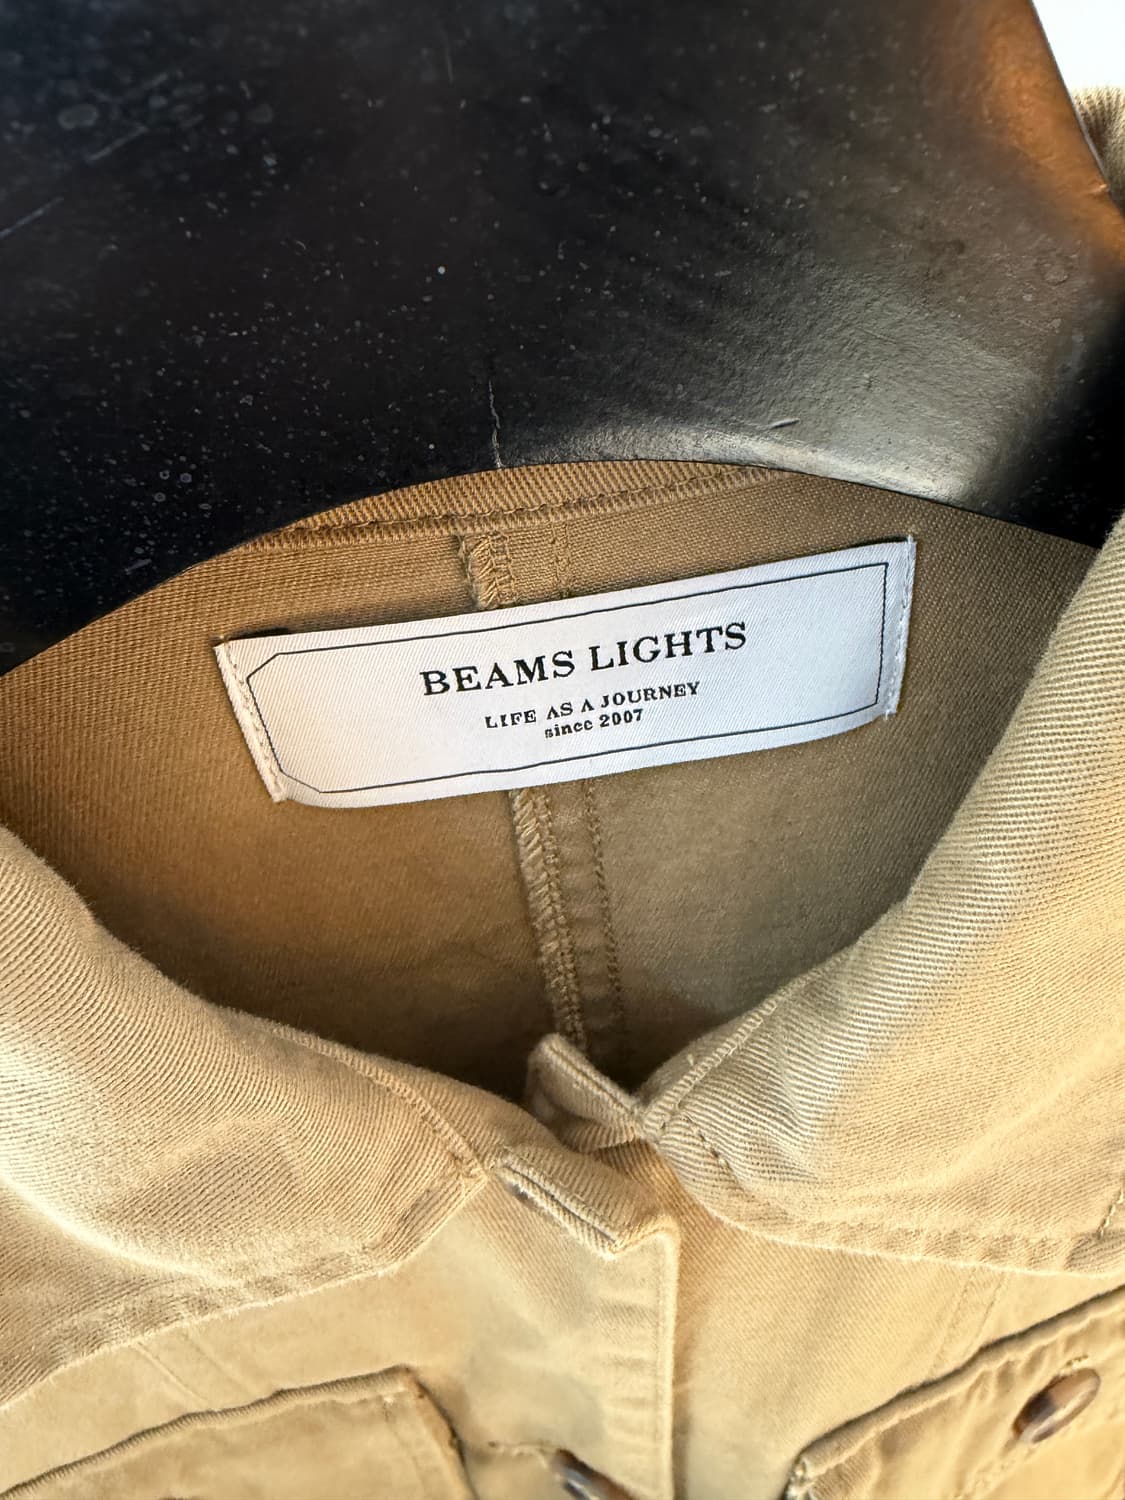 BEAMS LIGHTS
LIFE AS A JOURNEY
since 2007